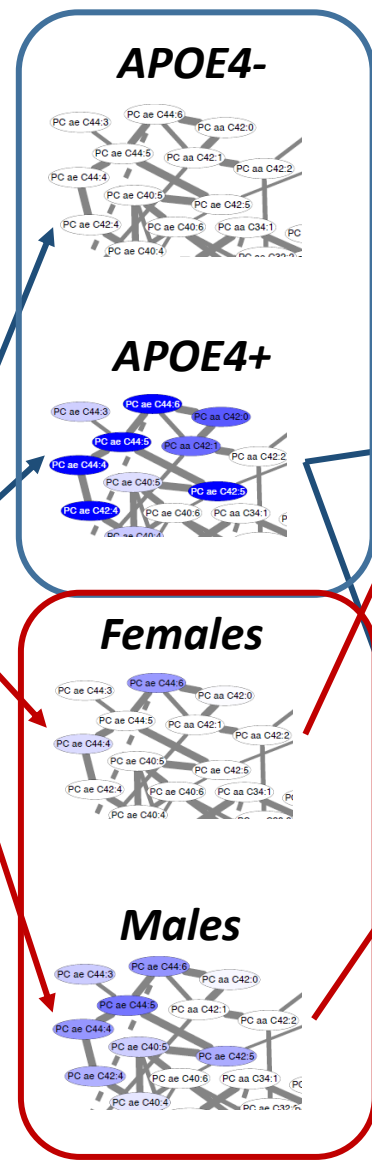 APOE4-
PC ae C44:6
PC ae C44:3
PC aa C42:0
PC ae C44:5
PC aa C42:1
PC aa C42:2
PC ae C44:4
PC ae C40:5
PC ae C42:5
PC ae C42:4
PC ae C40:6
PC aa C34:1
PC
PC ae C40:4
APOE4+
PC ae C44:6
PC ae C44:3
PC aa C42:0
PC ae C44:5
PC aa C42:1
PC aa C42:2
PC ae C44:4
PC ae C40:5
PC ae C42:5
PC ae C42:4
PC ae C40:6
PC aa C34:1
PC ae C40:4
Females
PC ae C44:6
PC ae C44:3
PC aa C42:0
PC ae C44:5
PC aa C42:1
PC aa C42:2
PC ae C44:4
PC ae C40:5
PC ae C42:5
PC ae C42:4
PC ae C40:6
PC aa C34:1
PC ae C40:4
Males
PC ae C44:6
PC ae C44:3
PC aa C42:0
PC ae C44:5
PC aa C42:1
PC aa C42:2
PC ae C44:4
PC ae C40:5
PC ae C42:5
PC ae C42:4
PC ae C40:6
PC aa C34:1
PC ae C40:4